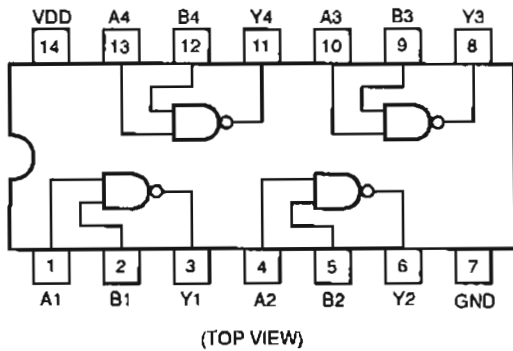 VDD A4 B4 Y4 A3 B3 Y3
14 13 12 11 10 9 8
1 2 3 4 5 6 7
A1 B1 Y1 A2 B2 Y2 GND
(TOP VIEW)